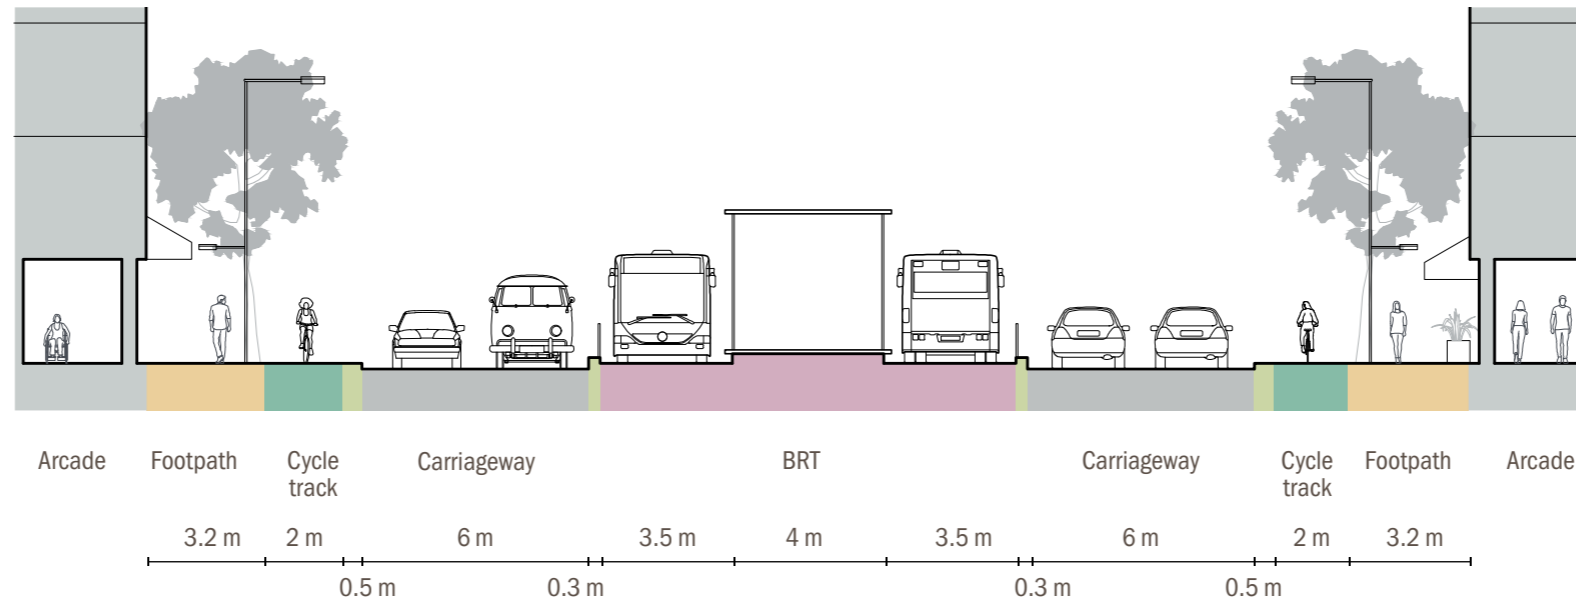 Arcade
Footpath
Cycle
track
Carriageway
BRT
Carriageway
Cycle
track
Footpath
Arcade
3.2 m
2 m
6 m
3.5 m
4 m
3.5 m
6 m
2 m
3.2 m
0.5 m
0.3 m
0.3 m
0.5 m